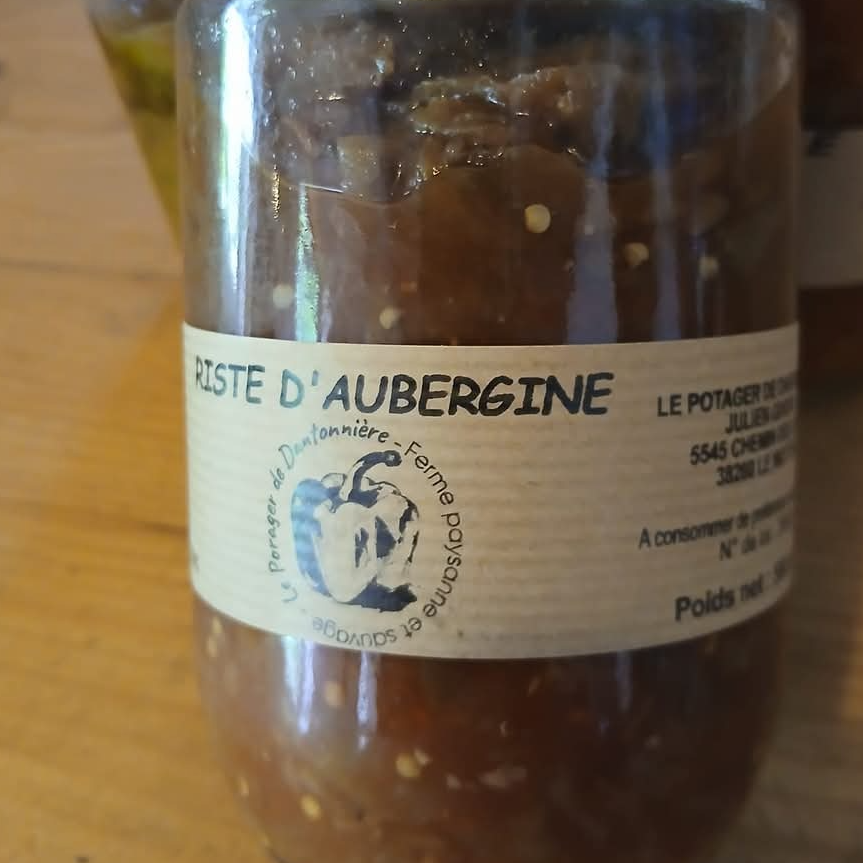 RISTE D'AUBERGINE
Le Potager de Dantonnière - Ferme paysanne et sauvage
LE POTAGER DE
JULIEN
5545 CHEMIN
38260 LE
A consommer de
N° de
Poids net :